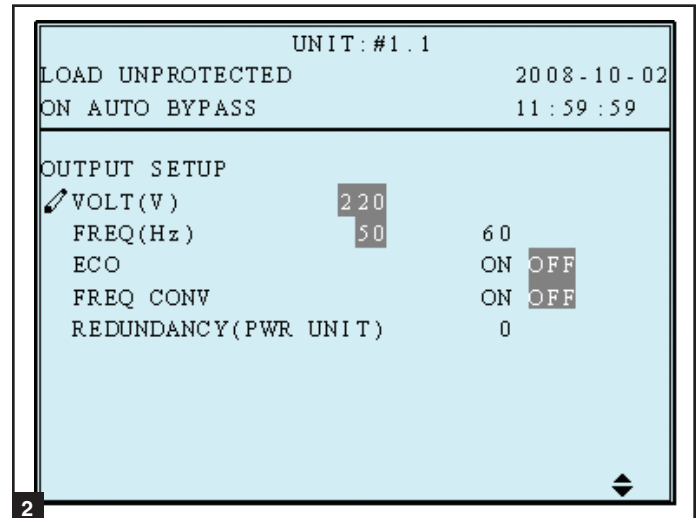 UNIT:#1.1
LOAD UNPROTECTED 2008-10-02
ON AUTO BYPASS 11:59:59
OUTPUT SETUP
VOLT(V) 220
FREQ(Hz) 50 60
ECO ON OFF
FREQ CONV ON OFF
REDUNDANCY(PWR UNIT) 0
2